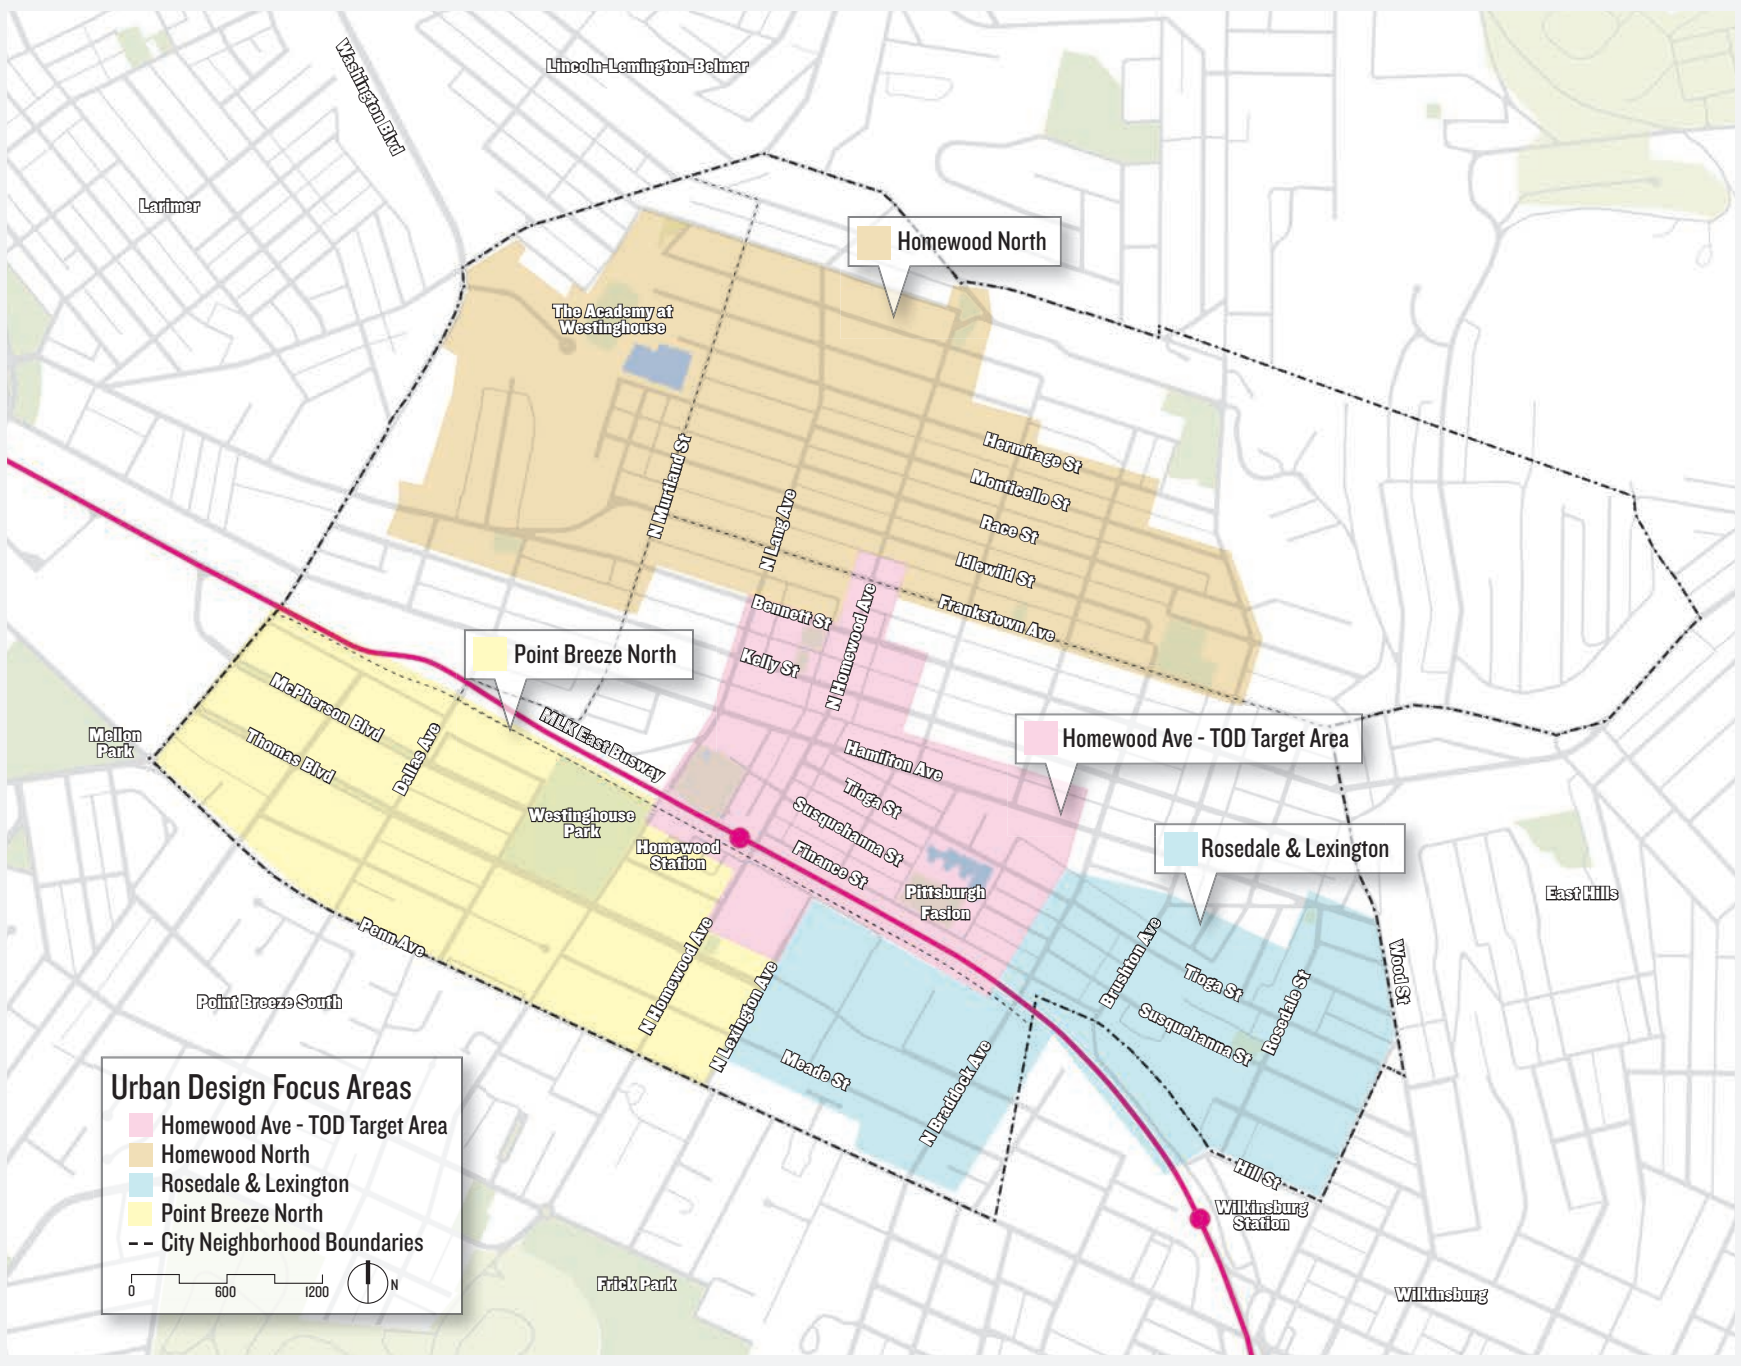 Washington Blvd
Lincoln-Lemington-Belmar
Larimer
Homewood North
The Academy at
Westinghouse
Hermitage St
Monticello St
Race St
Idlewild St
Frankstown Ave
N Murtland St
N Lang Ave
Bennett St
Kelly St
N Homewood Ave
Point Breeze North
MLK East Busway
McPherson Blvd
Thomas Blvd
Dallas Ave
Mellon
Park
Homewood Ave - TOD Target Area
Hamilton Ave
Tioga St
Susquehanna St
Finance St
Westinghouse
Park
Homewood
Station
Pittsburgh
Fasion
Rosedale & Lexington
East Hills
Penn Ave
Point Breeze South
N Homewood Ave
N Lexington Ave
Brushton Ave
Tioga St
Susquehanna St
Rosedale St
Wood St
Meade St
N Braddock Ave
Hill St
Wilkinsburg
Station
Frick Park
Wilkinsburg
Urban Design Focus Areas
Homewood Ave - TOD Target Area
Homewood North
Rosedale & Lexington
Point Breeze North
City Neighborhood Boundaries
0 600 1200 N